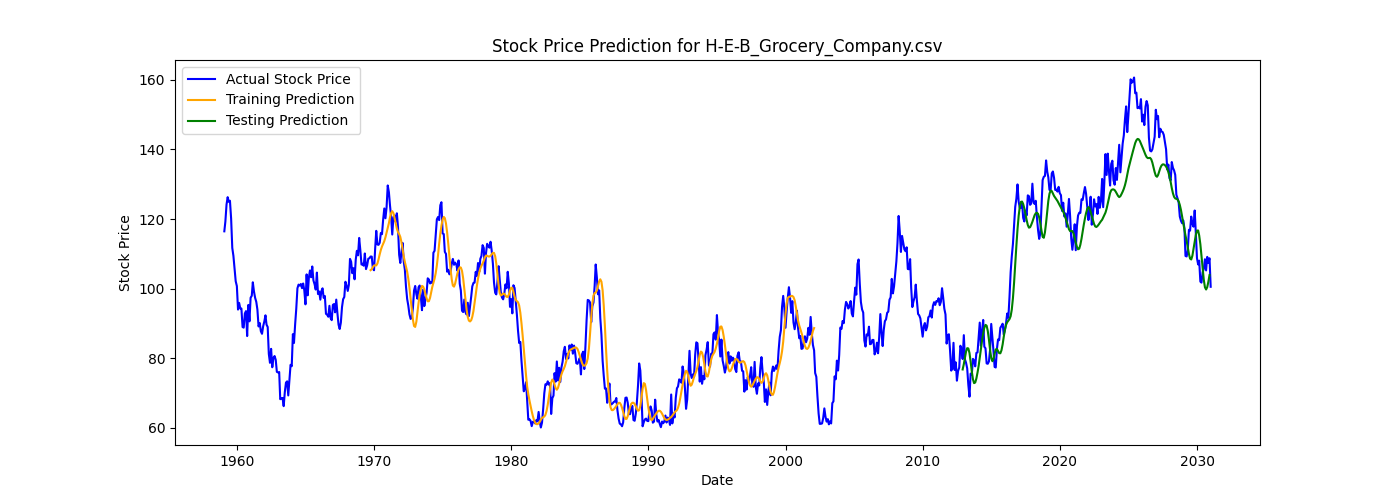 Stock Price Prediction for H-E-B_Grocery_Company.csv
Actual Stock Price
Training Prediction
Testing Prediction
Stock Price
160
140
120
100
80
60
1960
1970
1980
1990
2000
2010
2020
2030
Date